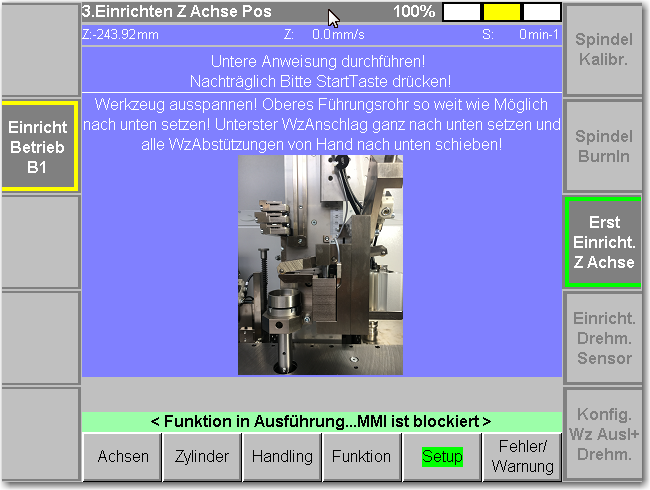 3.Einrichten Z Achse Pos 100%
Z:-243.92mm Z: 0.0mm/s S: 0min-1
Untere Anweisung durchführen!
Nachträglich Bitte StartTaste drücken!
Werkzeug ausspannen! Oberes Führungsrohr so weit wie Möglich
nach unten setzen! Unterster WzAnschlag ganz nach unten setzen und
alle WzAbstützungen von Hand nach unten schieben!
Einricht
Betrieb
B1
Spindel
Kalibr.
Spindel
BurnIn
Erst
Einricht.
Z Achse
Einricht.
Drehm.
Sensor
Konfig.
Wz Ausl+
Drehm.
< Funktion in Ausführung...MMI ist blockiert >
Achsen
Zylinder
Handling
Funktion
Setup
Fehler/
Warnung